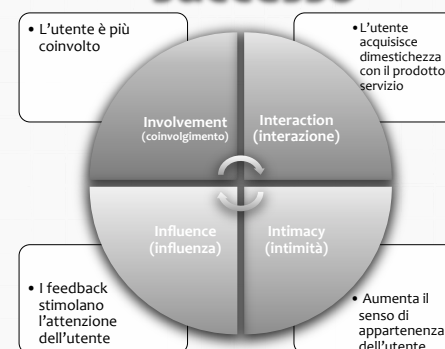 • L'utente è più
coinvolto
• L'utente
acquisisce
dimestichezza
con il prodotto
servizio
Involvement
(coinvolgimento)
Interaction
(interazione)
Influence
(influenza)
Intimacy
(intimità)
• I feedback
stimolano
l'attenzione
dell'utente
• Aumenta il
senso di
appartenenza
dell'utente